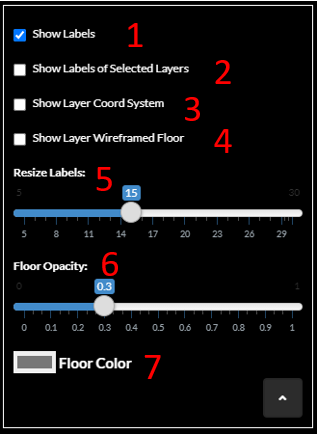 Show Labels 1
Show Labels of Selected Layers 2
Show Layer Coord System 3
Show Layer Wireframed Floor 4
Resize Labels: 5
5 15 30
5 8 11 14 17 20 23 26 29
Floor Opacity: 6
0 0.3 1
0 0.1 0.2 0.3 0.4 0.5 0.6 0.7 0.8 0.9 1
Floor Color 7